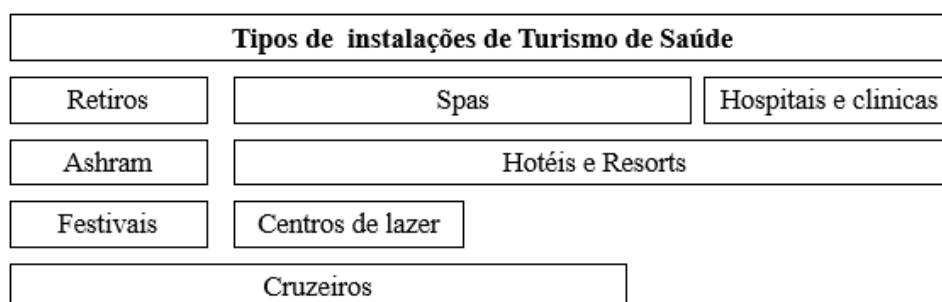 Tipos de instalações de Turismo de Saúde
Retiros
Spas
Hospitais e clinicas
Ashram
Hotéis e Resorts
Festivais
Centros de lazer
Cruzeiros